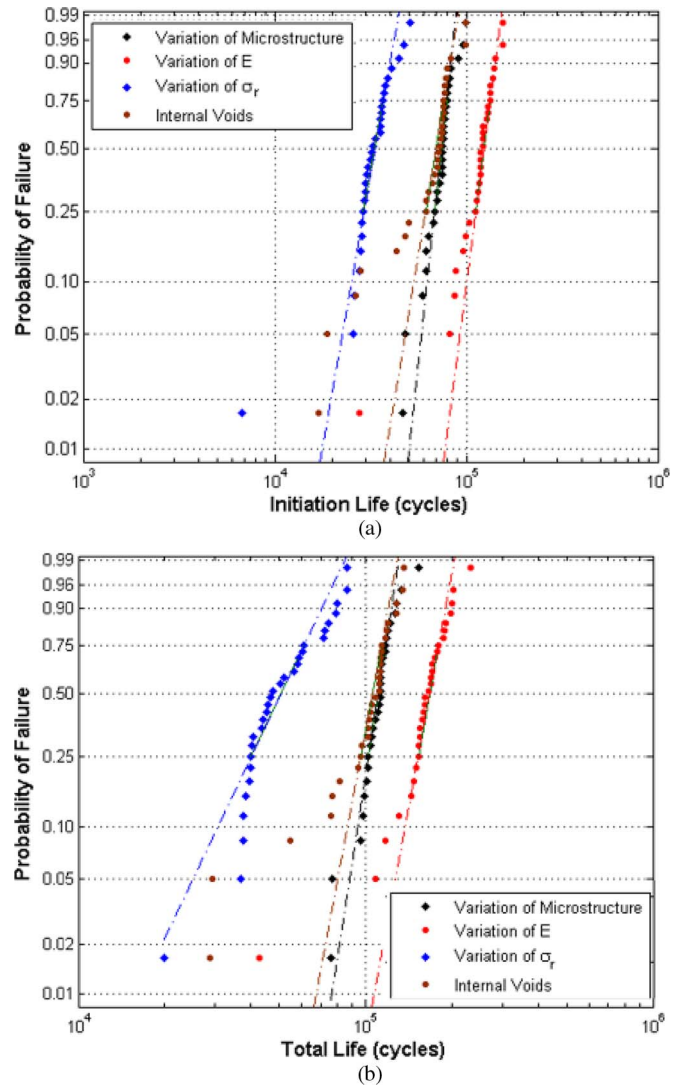 0.99
0.96
0.90
0.75
0.50
0.25
0.10
0.05
0.02
0.01
Probability of Failure
Variation of Microstructure
Variation of E
Variation of σr
Internal Voids
10³ 10⁴ 10⁵ 10⁶
Initiation Life (cycles)
(a)
0.99
0.96
0.90
0.75
0.50
0.25
0.10
0.05
0.02
0.01
Probability of Failure
Variation of Microstructure
Variation of E
Variation of σr
Internal Voids
10⁴ 10⁵ 10⁶
Total Life (cycles)
(b)